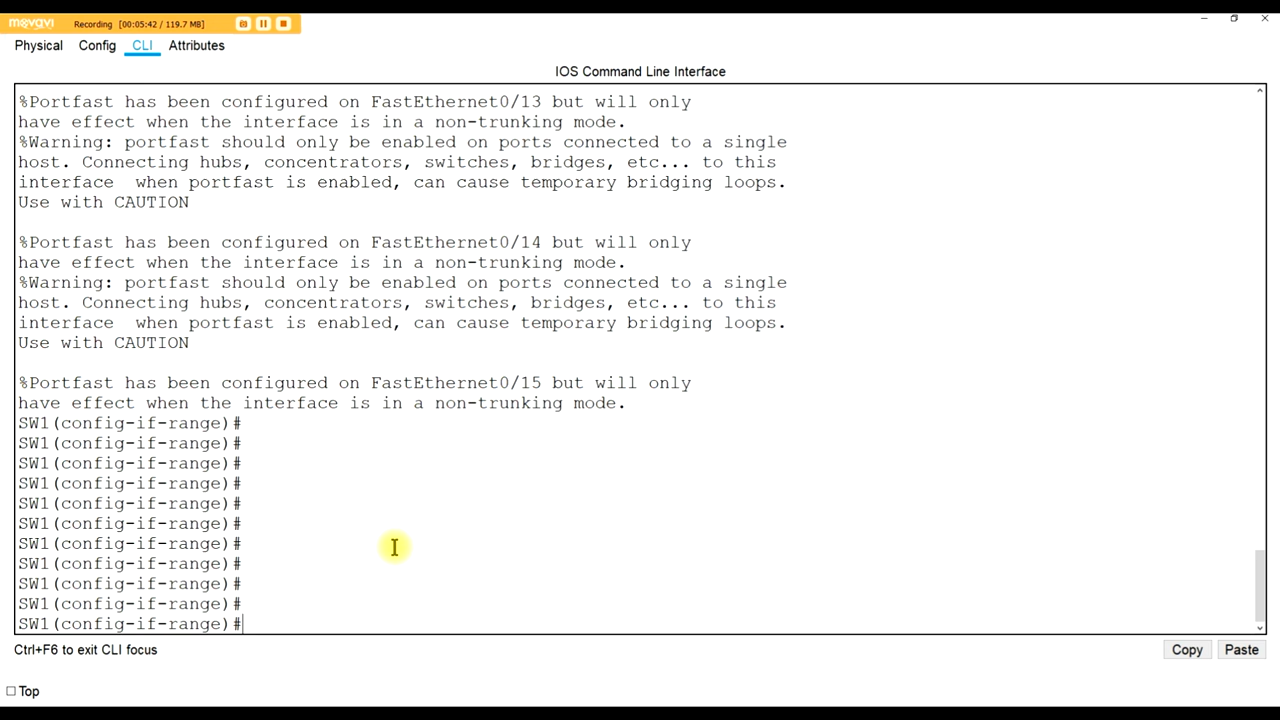 movavi Recording [00:05:42 / 119.7 MB]
Physical Config CLI Attributes
IOS Command Line Interface
%Portfast has been configured on FastEthernet0/13 but will only
have effect when the interface is in a non-trunking mode.
%Warning: portfast should only be enabled on ports connected to a single
host. Connecting hubs, concentrators, switches, bridges, etc... to this
interface  when portfast is enabled, can cause temporary bridging loops.
Use with CAUTION
%Portfast has been configured on FastEthernet0/14 but will only
have effect when the interface is in a non-trunking mode.
%Warning: portfast should only be enabled on ports connected to a single
host. Connecting hubs, concentrators, switches, bridges, etc... to this
interface  when portfast is enabled, can cause temporary bridging loops.
Use with CAUTION
%Portfast has been configured on FastEthernet0/15 but will only
have effect when the interface is in a non-trunking mode.
SW1(config-if-range)#
SW1(config-if-range)#
SW1(config-if-range)#
SW1(config-if-range)#
SW1(config-if-range)#
SW1(config-if-range)#
SW1(config-if-range)#
SW1(config-if-range)#
SW1(config-if-range)#
SW1(config-if-range)#
SW1(config-if-range)#
Ctrl+F6 to exit CLI focus
Copy Paste
Top